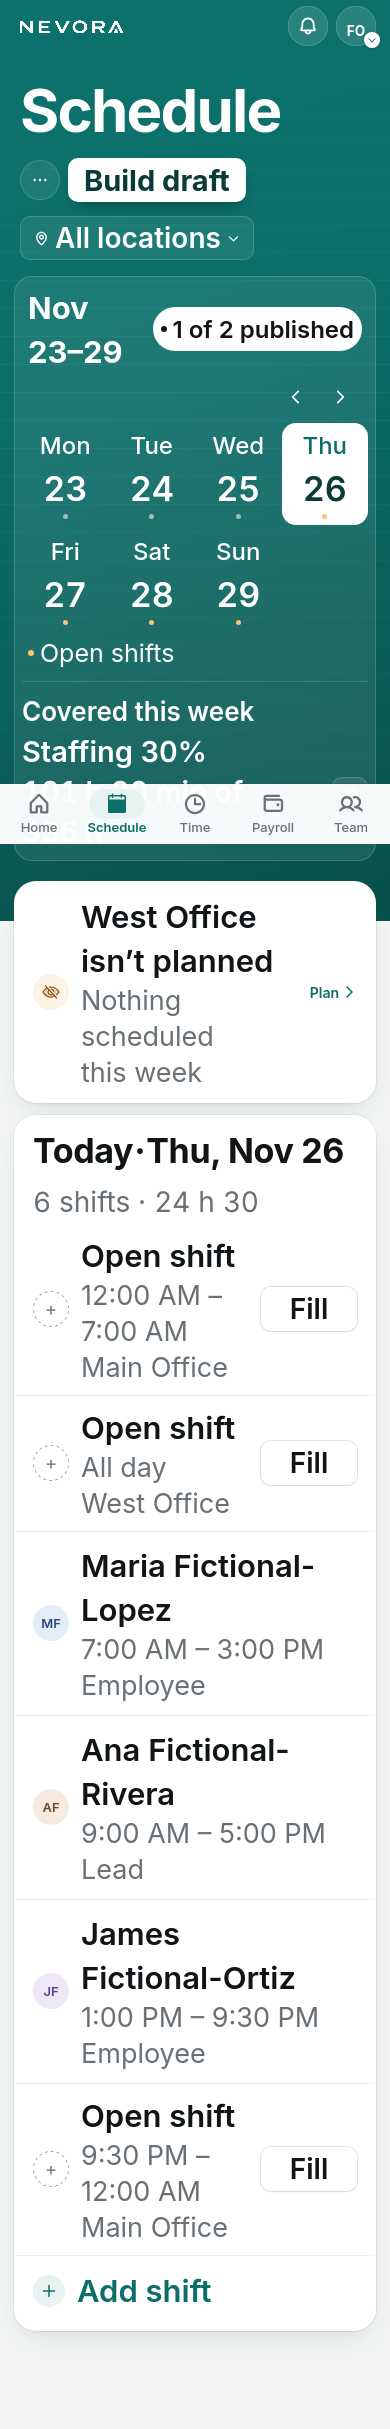 NEVORA
FO
Schedule
Build draft
All locations
Nov
23–29
1 of 2 published
Mon Tue Wed Thu
23 24 25 26
Fri Sat Sun
27 28 29
Open shifts
Covered this week
Staffing 30%
Home Schedule Time Payroll Team
West Office
isn’t planned
Nothing
scheduled
this week
Plan
Today·Thu, Nov 26
6 shifts · 24 h 30
Open shift
12:00 AM –
7:00 AM
Main Office
Fill
Open shift
All day
West Office
Fill
MF
Maria Fictional-
Lopez
7:00 AM – 3:00 PM
Employee
AF
Ana Fictional-
Rivera
9:00 AM – 5:00 PM
Lead
JF
James
Fictional-Ortiz
1:00 PM – 9:30 PM
Employee
Open shift
9:30 PM –
12:00 AM
Main Office
Fill
Add shift